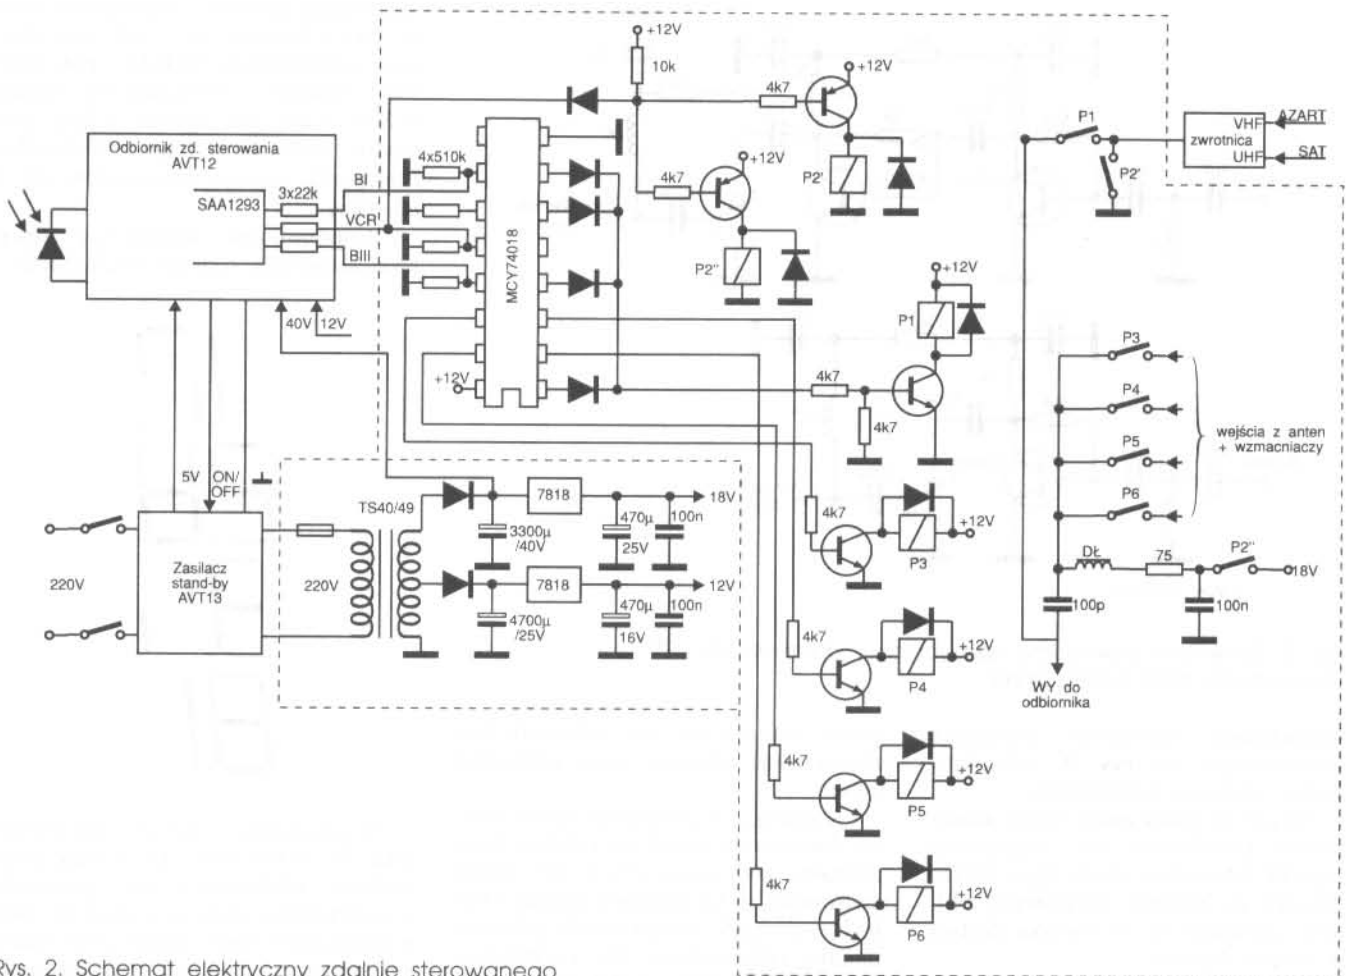 +12V
10k
4k7
+12V
+12V
4k7
P2'
P2''
P1
P2'
VHF
zwrotnica
UHF
AZART
SAT
Odbiornik zd. sterowania
AVT12
SAA1293
3x22k
BI
VCR
BIII
4x510k
MCY74018
+12V
40V
12V
+12V
P1
4k7
4k7
P3
P4
P5
P6
wejścia z anten
+ wzmacniaczy
5V
ON/
OFF
220V
Zasilacz
stand-by
AVT13
TS40/49
220V
3300µ
/40V
7818
470µ
25V
100n
18V
4700µ
/25V
7818
470µ
16V
100n
12V
4k7
+12V
P3
4k7
+12V
P4
4k7
+12V
P5
4k7
+12V
P6
DŁ
75
P2''
18V
100p
100n
WY do
odbiornika
Rys. 2. Schemat elektryczny zdalnie sterowanego